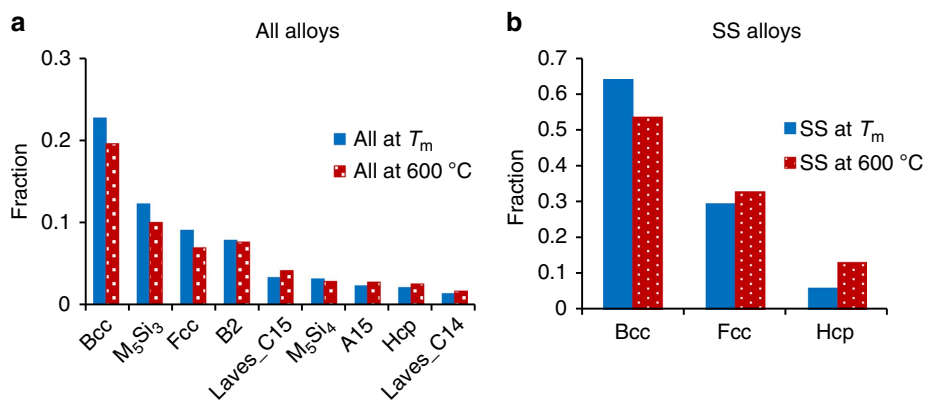 a
All alloys
Fraction
0.3
0.2
0.1
0
All at Tm
All at 600 °C
Bcc
M5Si3
Fcc
B2
Laves_C15
M5Si4
A15
Hcp
Laves_C14
b
SS alloys
Fraction
0.7
0.6
0.5
0.4
0.3
0.2
0.1
0
SS at Tm
SS at 600 °C
Bcc
Fcc
Hcp